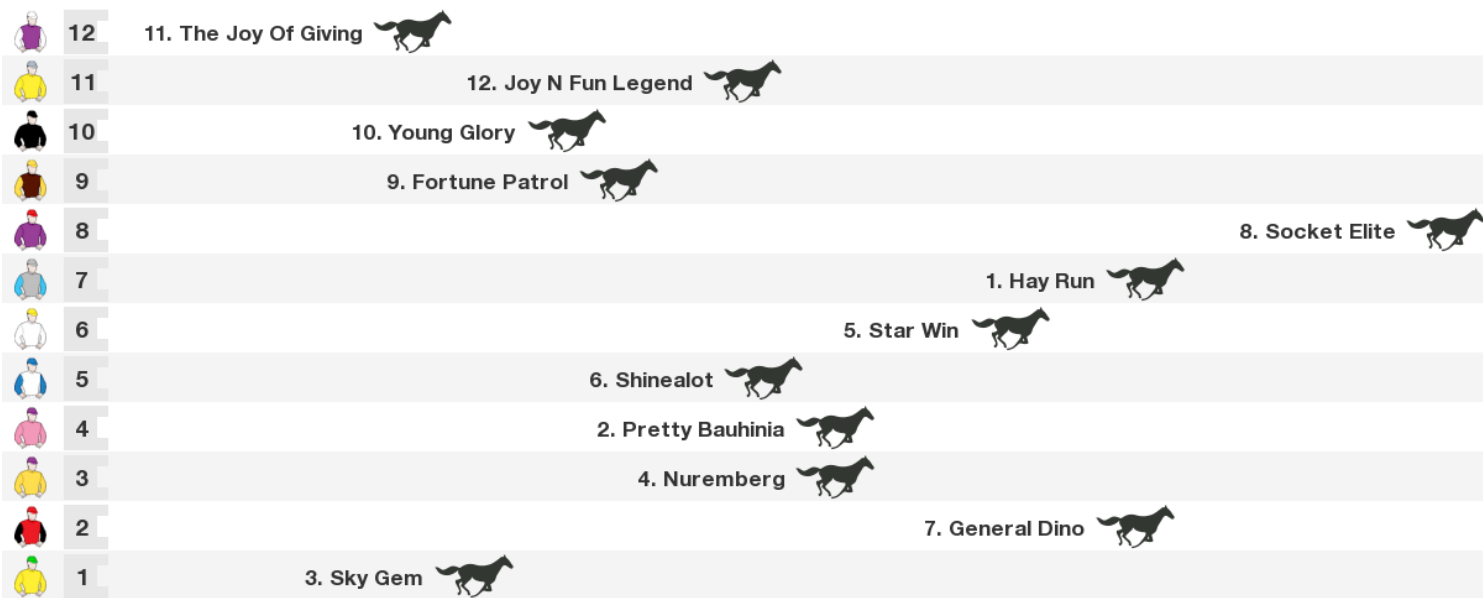 12 11. The Joy Of Giving
11 12. Joy N Fun Legend
10 10. Young Glory
9 9. Fortune Patrol
8 8. Socket Elite
7 1. Hay Run
6 5. Star Win
5 6. Shinealot
4 2. Pretty Bauhinia
3 4. Nuremberg
2 7. General Dino
1 3. Sky Gem